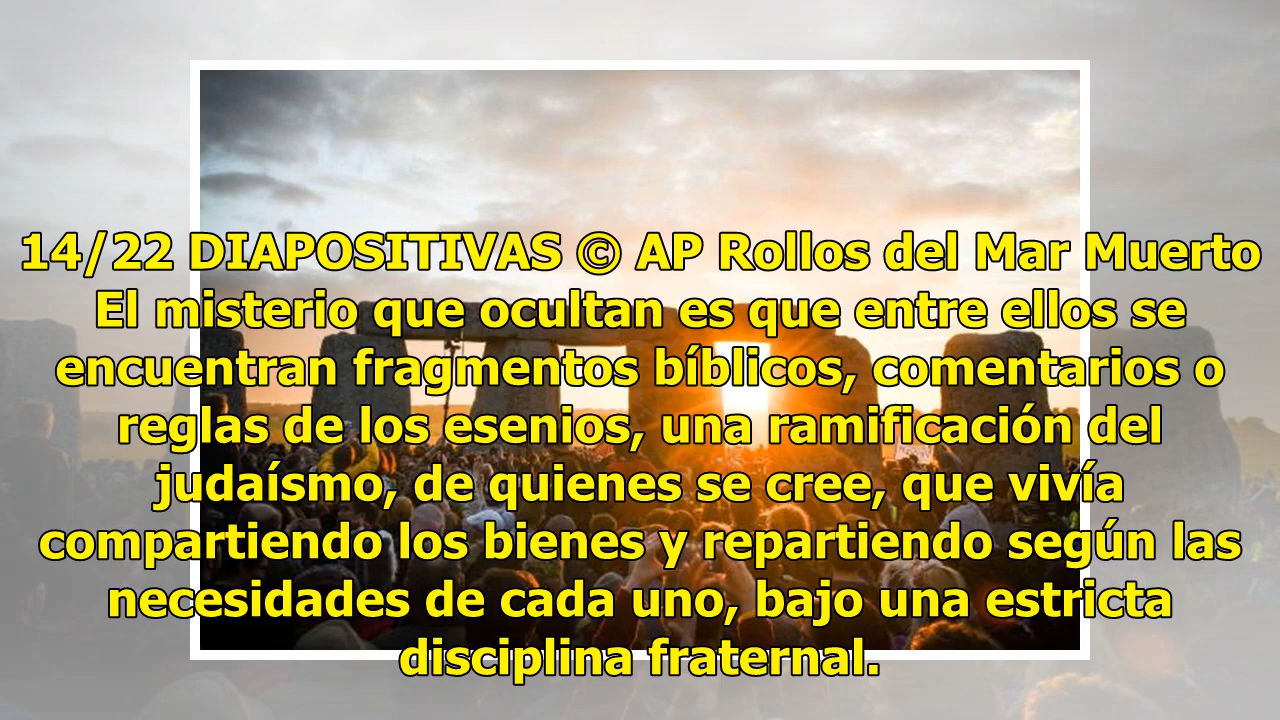 14/22 DIAPOSITIVAS © AP Rollos del Mar Muerto
El misterio que ocultan es que entre ellos se
encuentran fragmentos bíblicos, comentarios o
reglas de los esenios, una ramificación del
judaísmo, de quienes se cree, que vivía
compartiendo los bienes y repartiendo según las
necesidades de cada uno, bajo una estricta
disciplina fraternal.